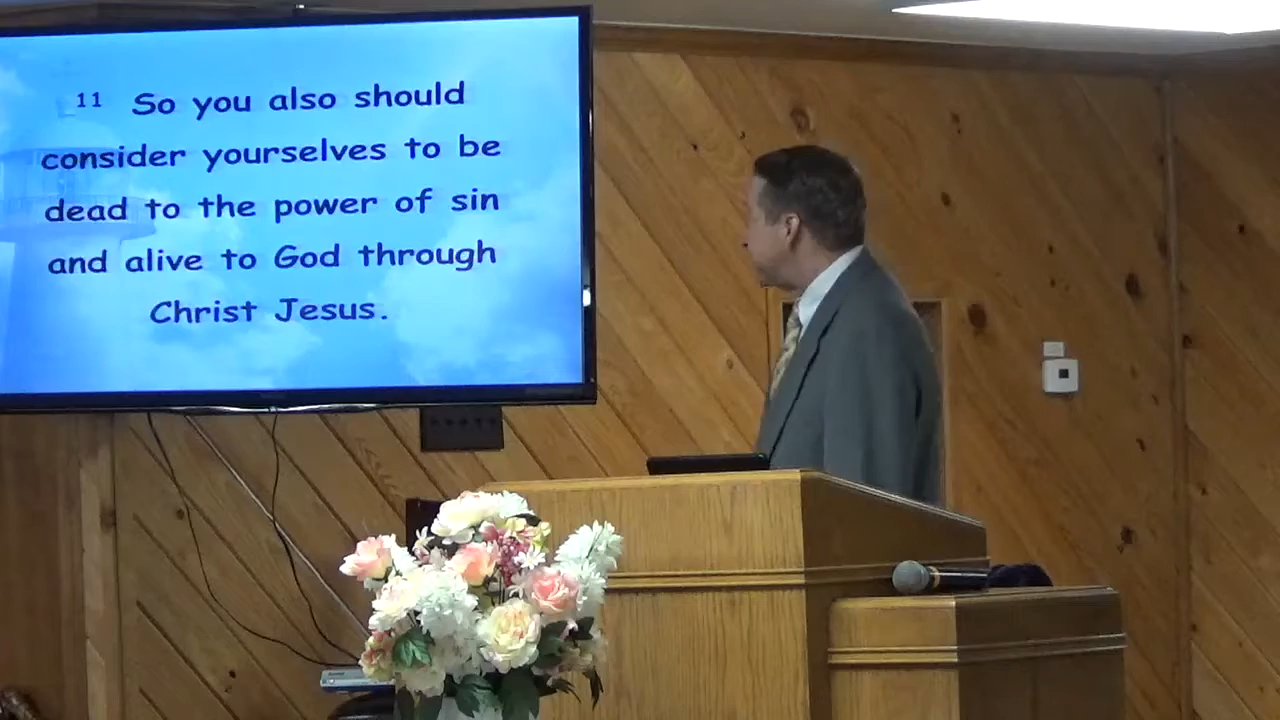 11 So you also should
consider yourselves to be
dead to the power of sin
and alive to God through
Christ Jesus.